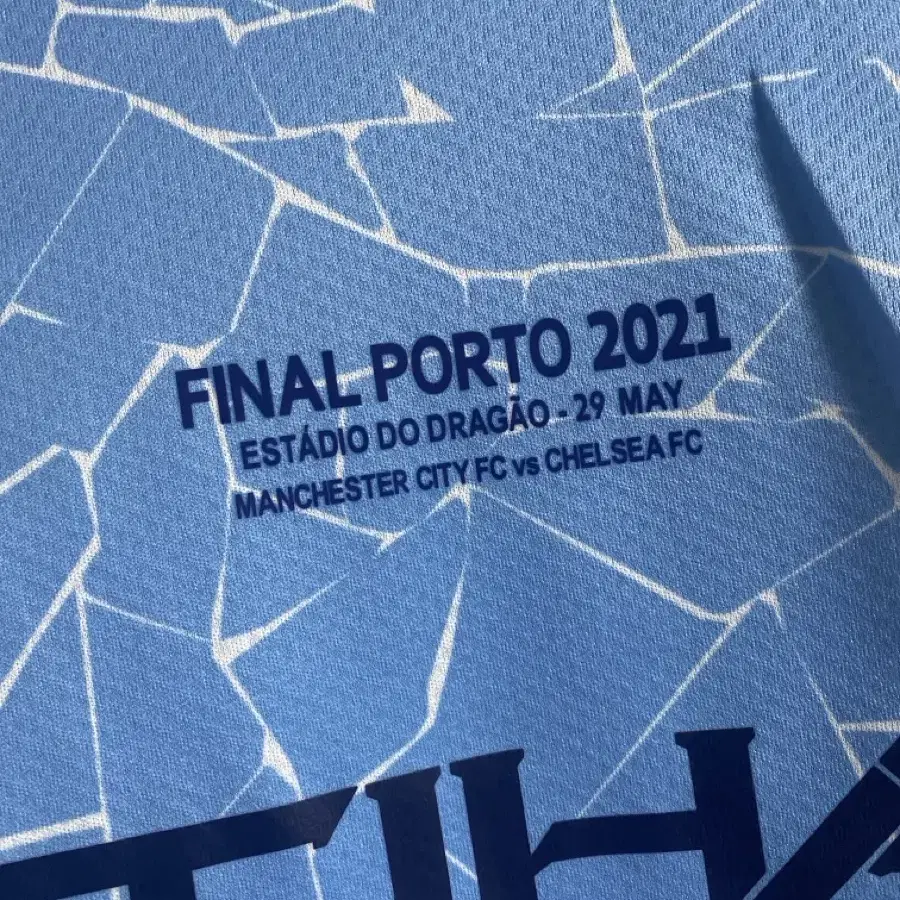 FINAL PORTO 2021
ESTÁDIO DO DRAGÃO - 29 MAY
MANCHESTER CITY FC vs CHELSEA FC